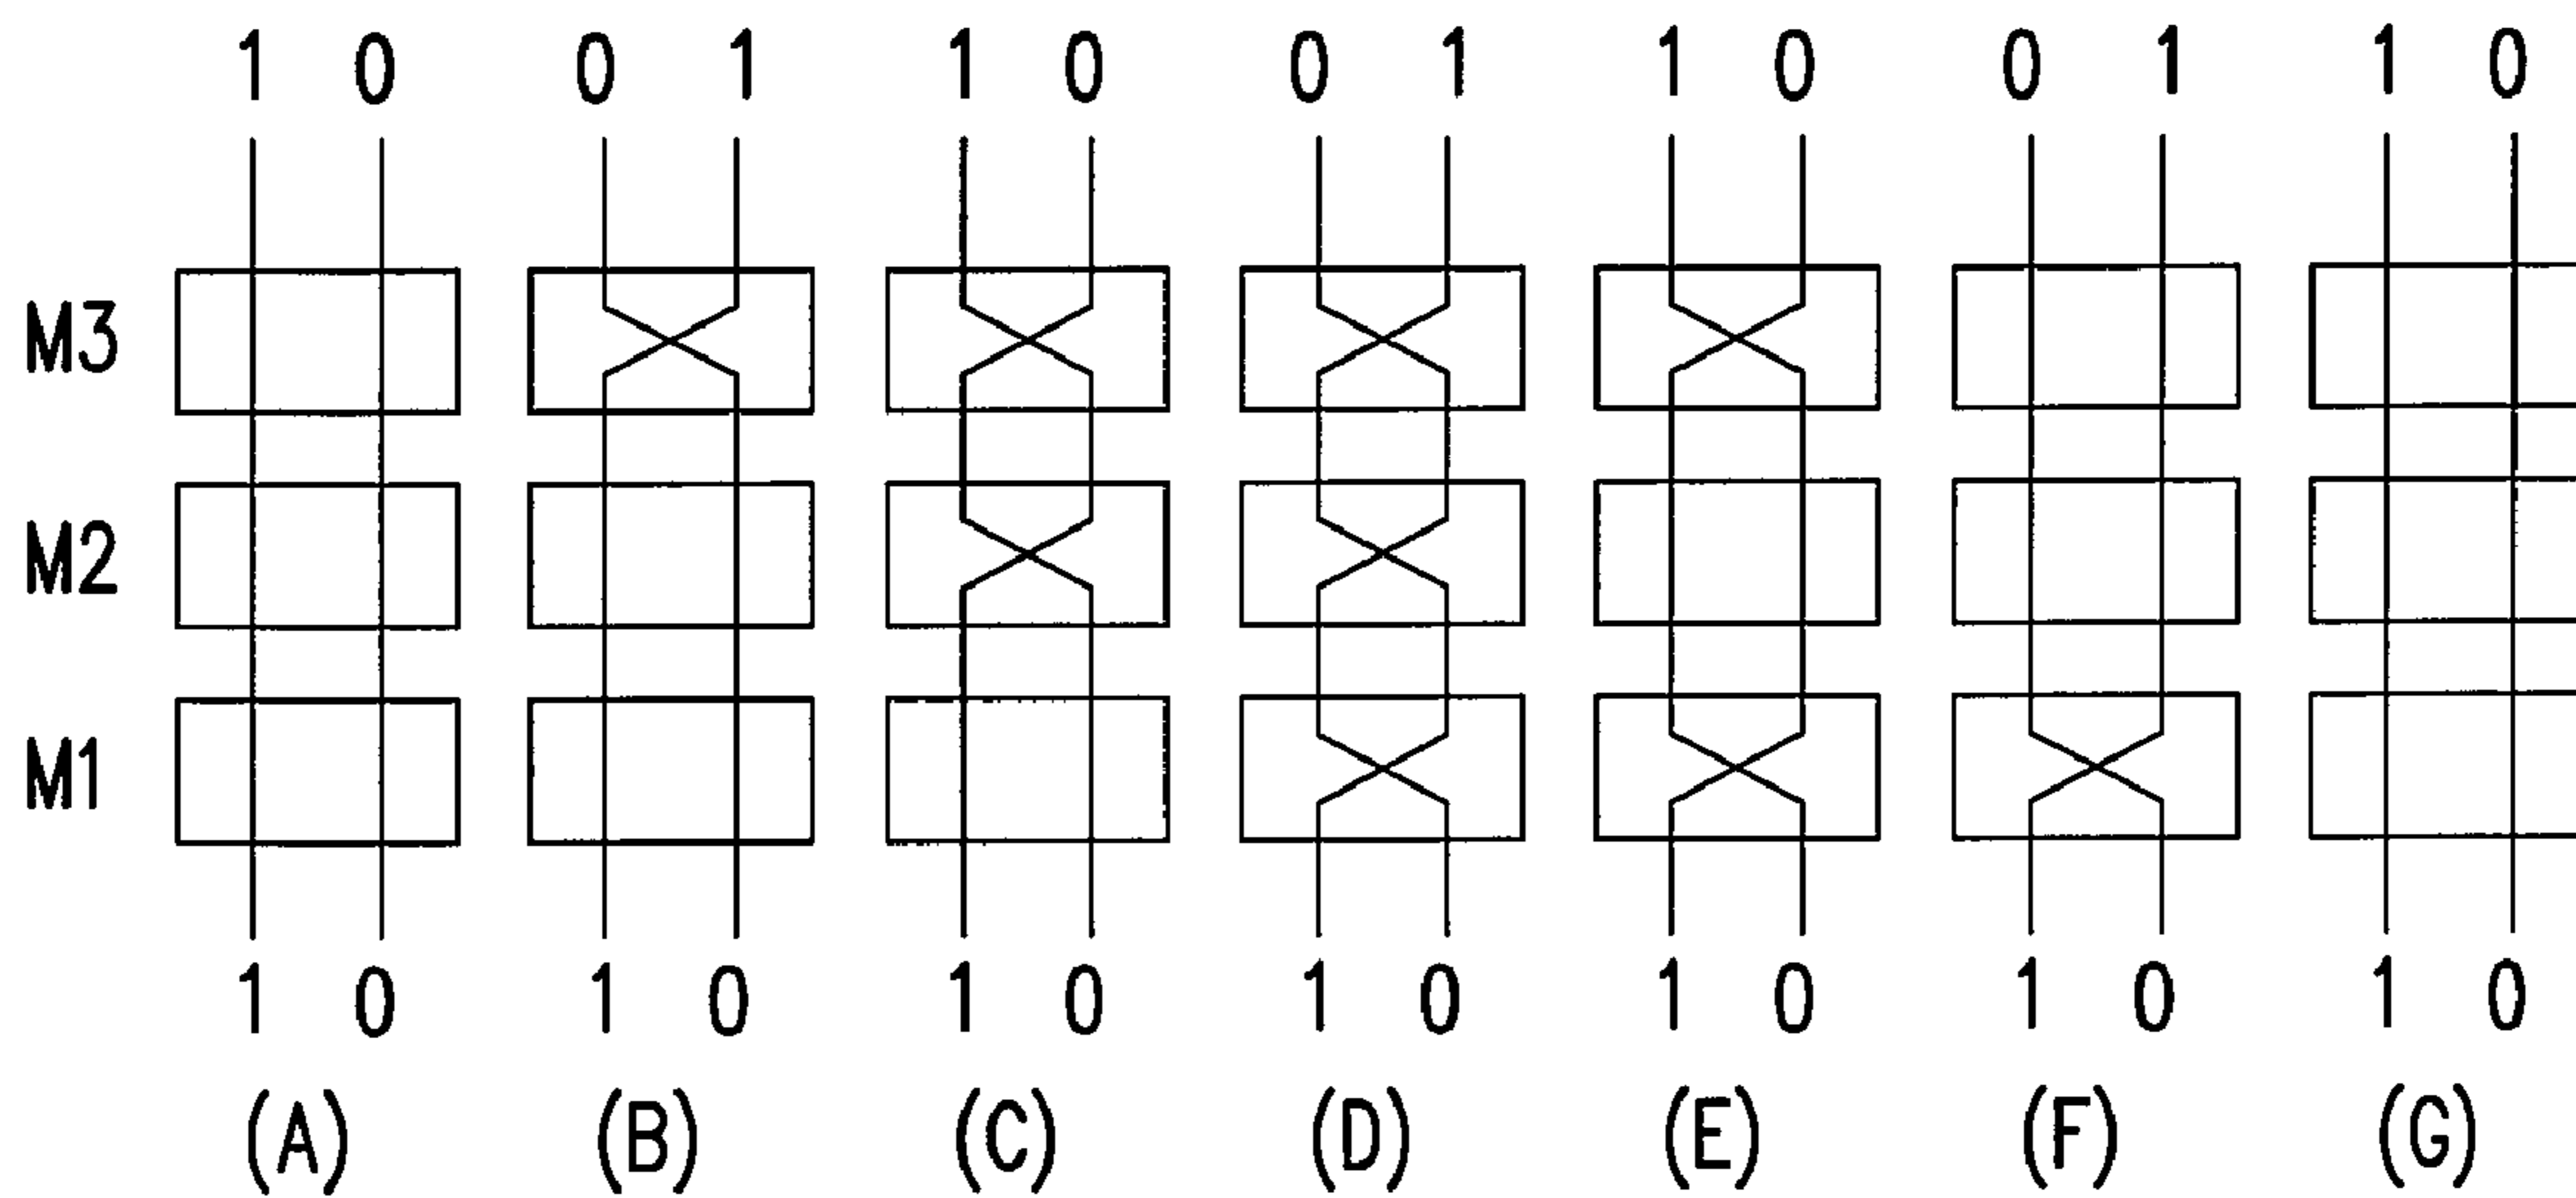 1 0 0 1 1 0 0 1 1 0 0 1 1 0
M3
M2
M1
1 0 1 0 1 0 1 0 1 0 1 0 1 0
(A) (B) (C) (D) (E) (F) (G)